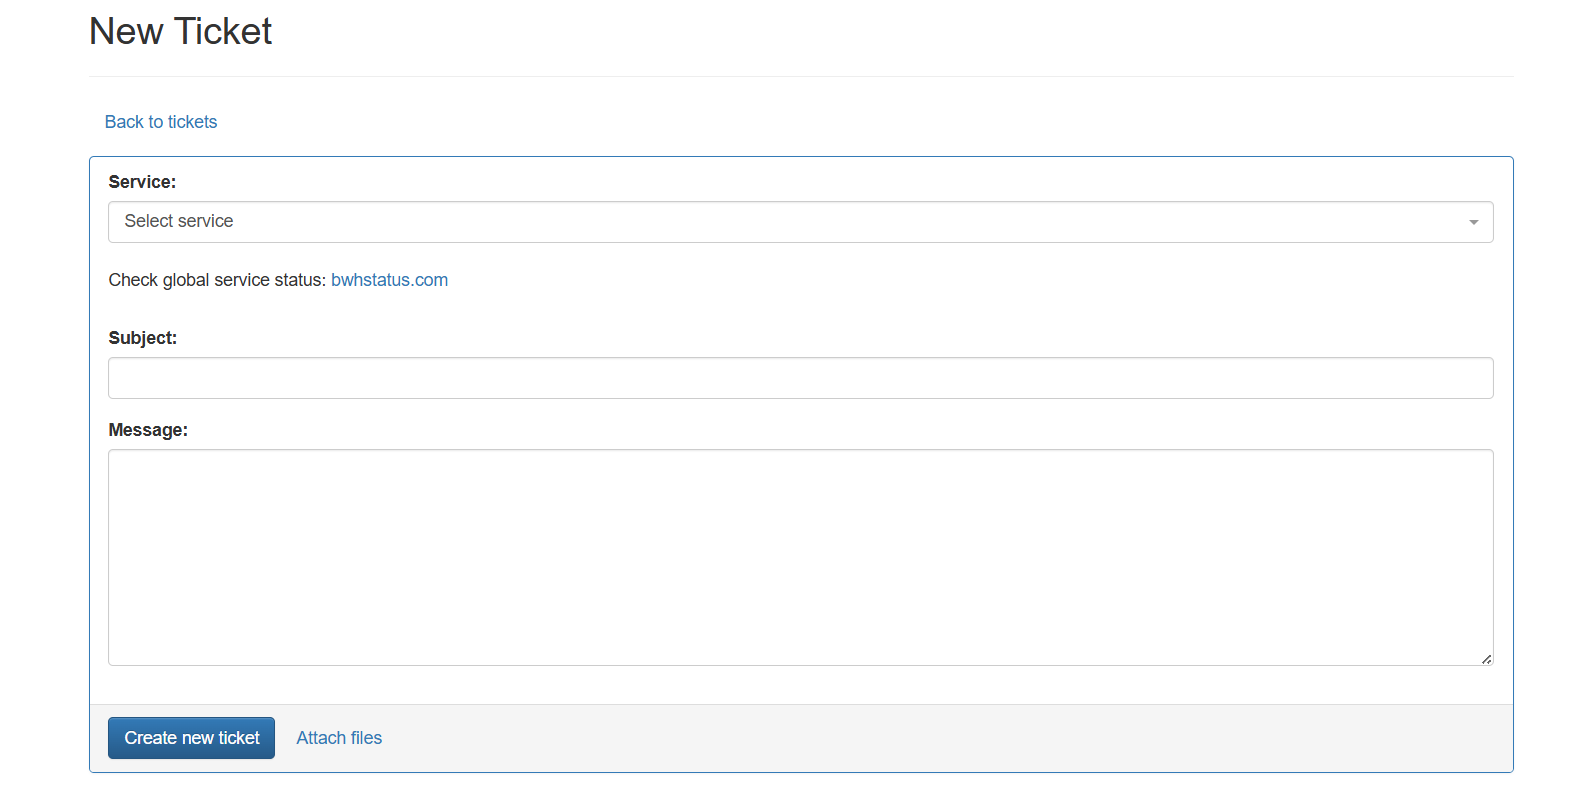 New Ticket
Back to tickets
Service:
Select service
Check global service status: bwhstatus.com
Subject:
Message:
Create new ticket Attach files